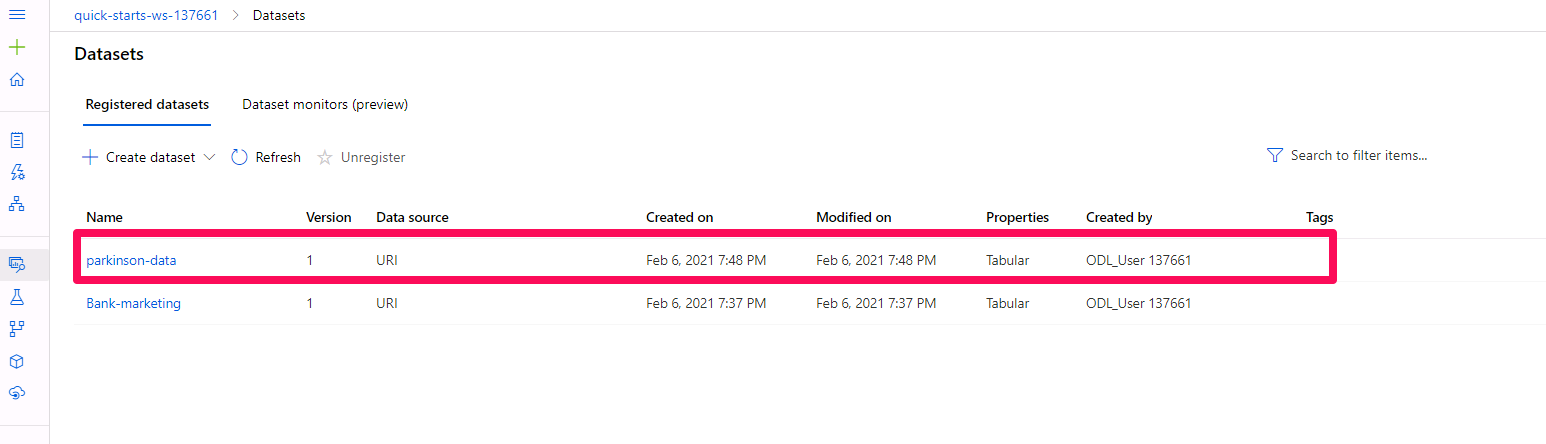 quick-starts-ws-137661 > Datasets
Datasets
Registered datasets Dataset monitors (preview)
Create dataset Refresh Unregister Search to filter items...
Name Version Data source Created on Modified on Properties Created by Tags
parkinson-data 1 URI Feb 6, 2021 7:48 PM Feb 6, 2021 7:48 PM Tabular ODL_User 137661
Bank-marketing 1 URI Feb 6, 2021 7:37 PM Feb 6, 2021 7:37 PM Tabular ODL_User 137661